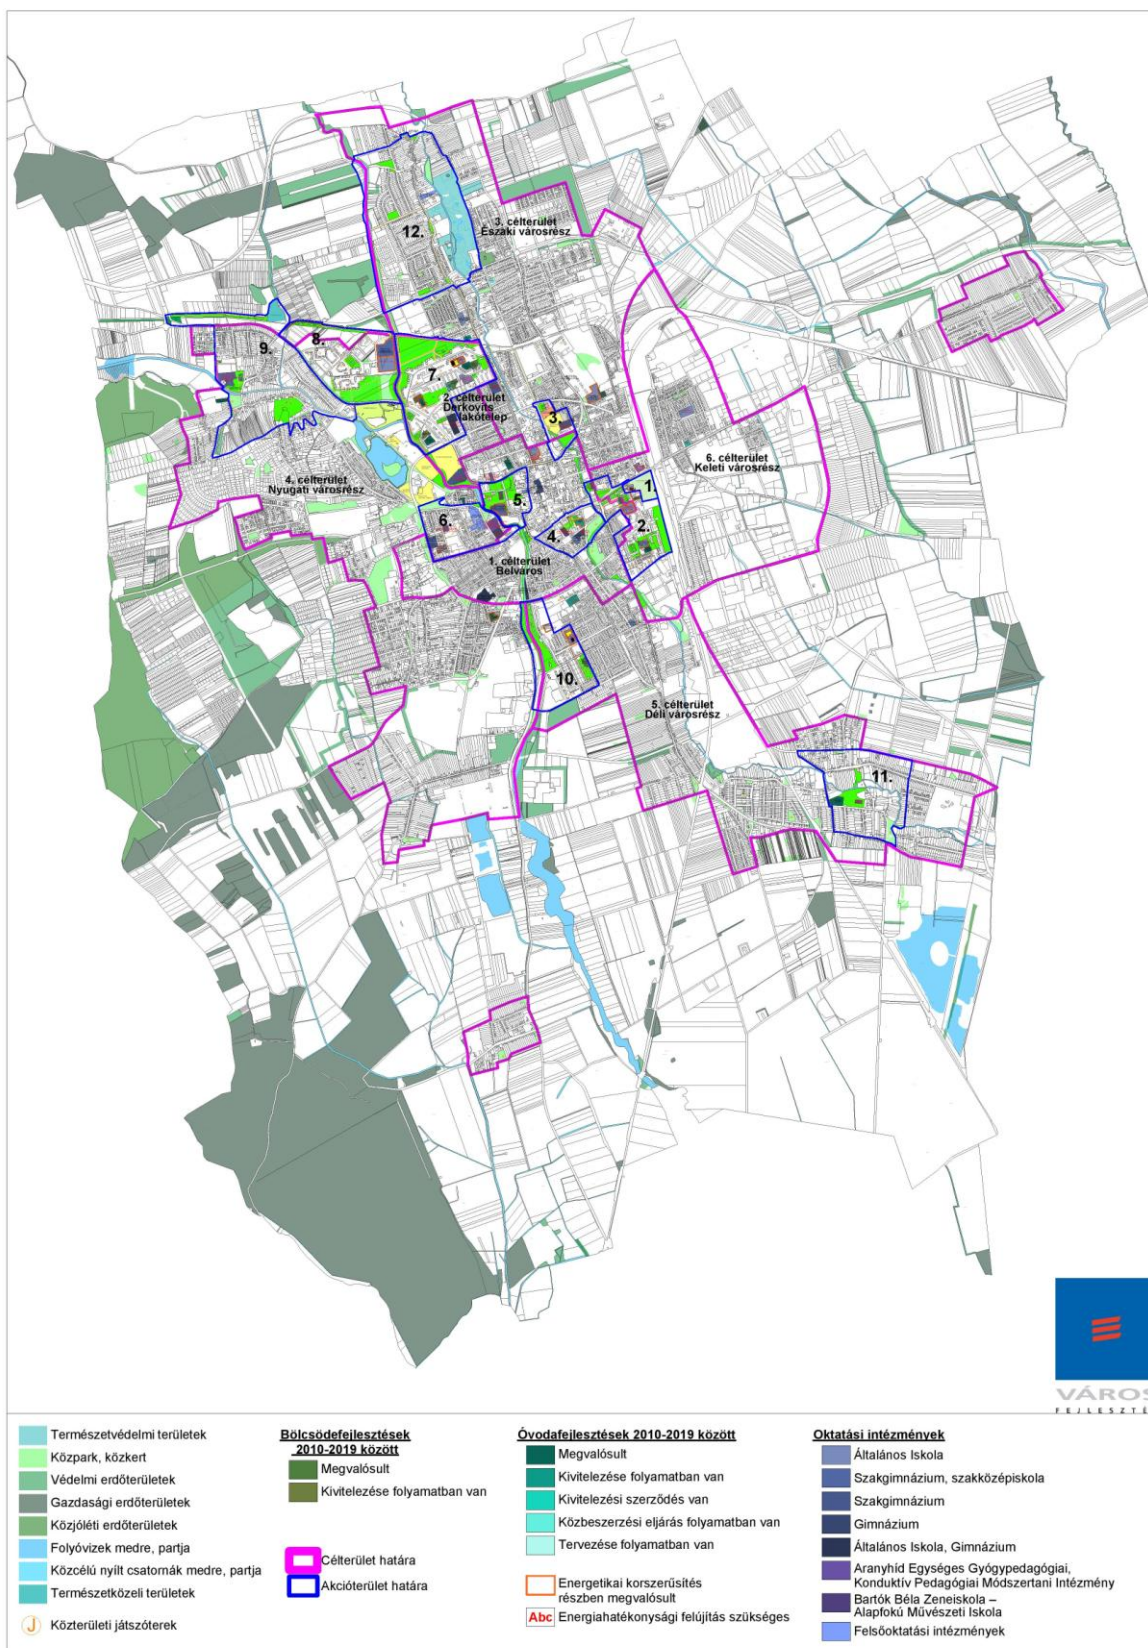 12.
3. célterület
Északi városrész
9.
8.
7.
2. célterület
Derkovits
lakótelep
3.
6. célterület
Keleti városrész
4. célterület
Nyugati városrész
1.
5.
6.
2.
4.
1. célterület
Belváros
10.
5. célterület
Déli városrész
11.
VÁROS
FEJLESZTÉ
Természetvédelmi területek
Közpark, közkert
Védelmi erdőterületek
Gazdasági erdőterületek
Közjóléti erdőterületek
Folyóvizek medre, partja
Közcélú nyílt csatornák medre, partja
Természetközeli területek
J Közterületi játszóterek
Bölcsödefejlesztések
2010-2019 között
Megvalósult
Kivitelezése folyamatban van
Célterület határa
Akcióterület határa
Óvodafejlesztések 2010-2019 között
Megvalósult
Kivitelezése folyamatban van
Kivitelezési szerződés van
Közbeszerzési eljárás folyamatban van
Tervezése folyamatban van
Energetikai korszerűsítés
részben megvalósult
Abc Energiahatékonysági felújítás szükséges
Oktatási intézmények
Általános Iskola
Szakgimnázium, szakközépiskola
Szakgimnázium
Gimnázium
Általános Iskola, Gimnázium
Aranyhíd Egységes Gyógypedagógiai,
Konduktív Pedagógiai Módszertani Intézmény
Bartók Béla Zeneiskola –
Alapfokú Művészeti Iskola
Felsőoktatási intézmények